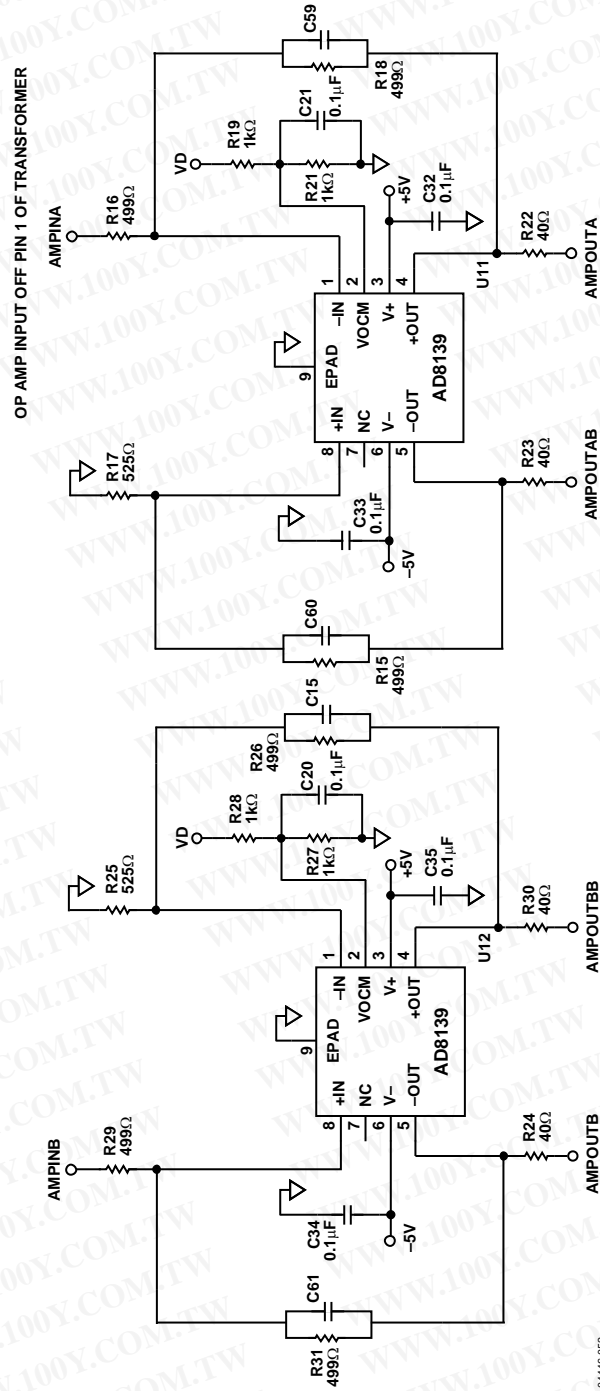 OP AMP INPUT OFF PIN 1 OF TRANSFORMER
AMPINB
R29
499Ω
R25
525Ω
VD
R28
1kΩ
R26
499Ω
C15
C20
0.1µF
R27
1kΩ
R31
499Ω
C61
C34
0.1µF
–5V
+5V
C35
0.1µF
9
EPAD
8
7
6
5
+IN
NC
V–
–OUT
1
2
3
4
–IN
VOCM
V+
+OUT
AD8139
U12
R24
40Ω
R30
40Ω
AMPOUTB
AMPOUTBB
R17
525Ω
AMPINA
R16
499Ω
VD
R19
1kΩ
C21
0.1µF
R21
1kΩ
C59
R18
499Ω
C60
R15
499Ω
C33
0.1µF
–5V
+5V
C32
0.1µF
9
EPAD
8
7
6
5
+IN
NC
V–
–OUT
1
2
3
4
–IN
VOCM
V+
+OUT
AD8139
U11
R23
40Ω
R22
40Ω
AMPOUTAB
AMPOUTA
WWW.100Y.COM.TW